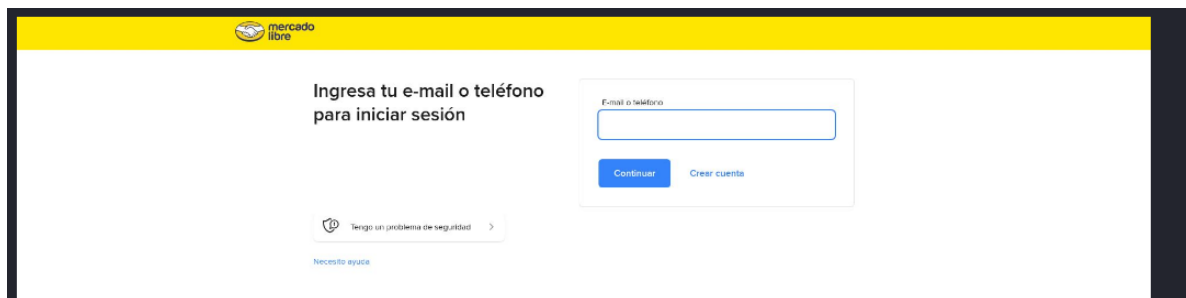 mercado
libre
Ingresa tu e-mail o teléfono
para iniciar sesión
E-mail o teléfono
Continuar
Crear cuenta
Tengo un problema de seguridad
Necesito ayuda